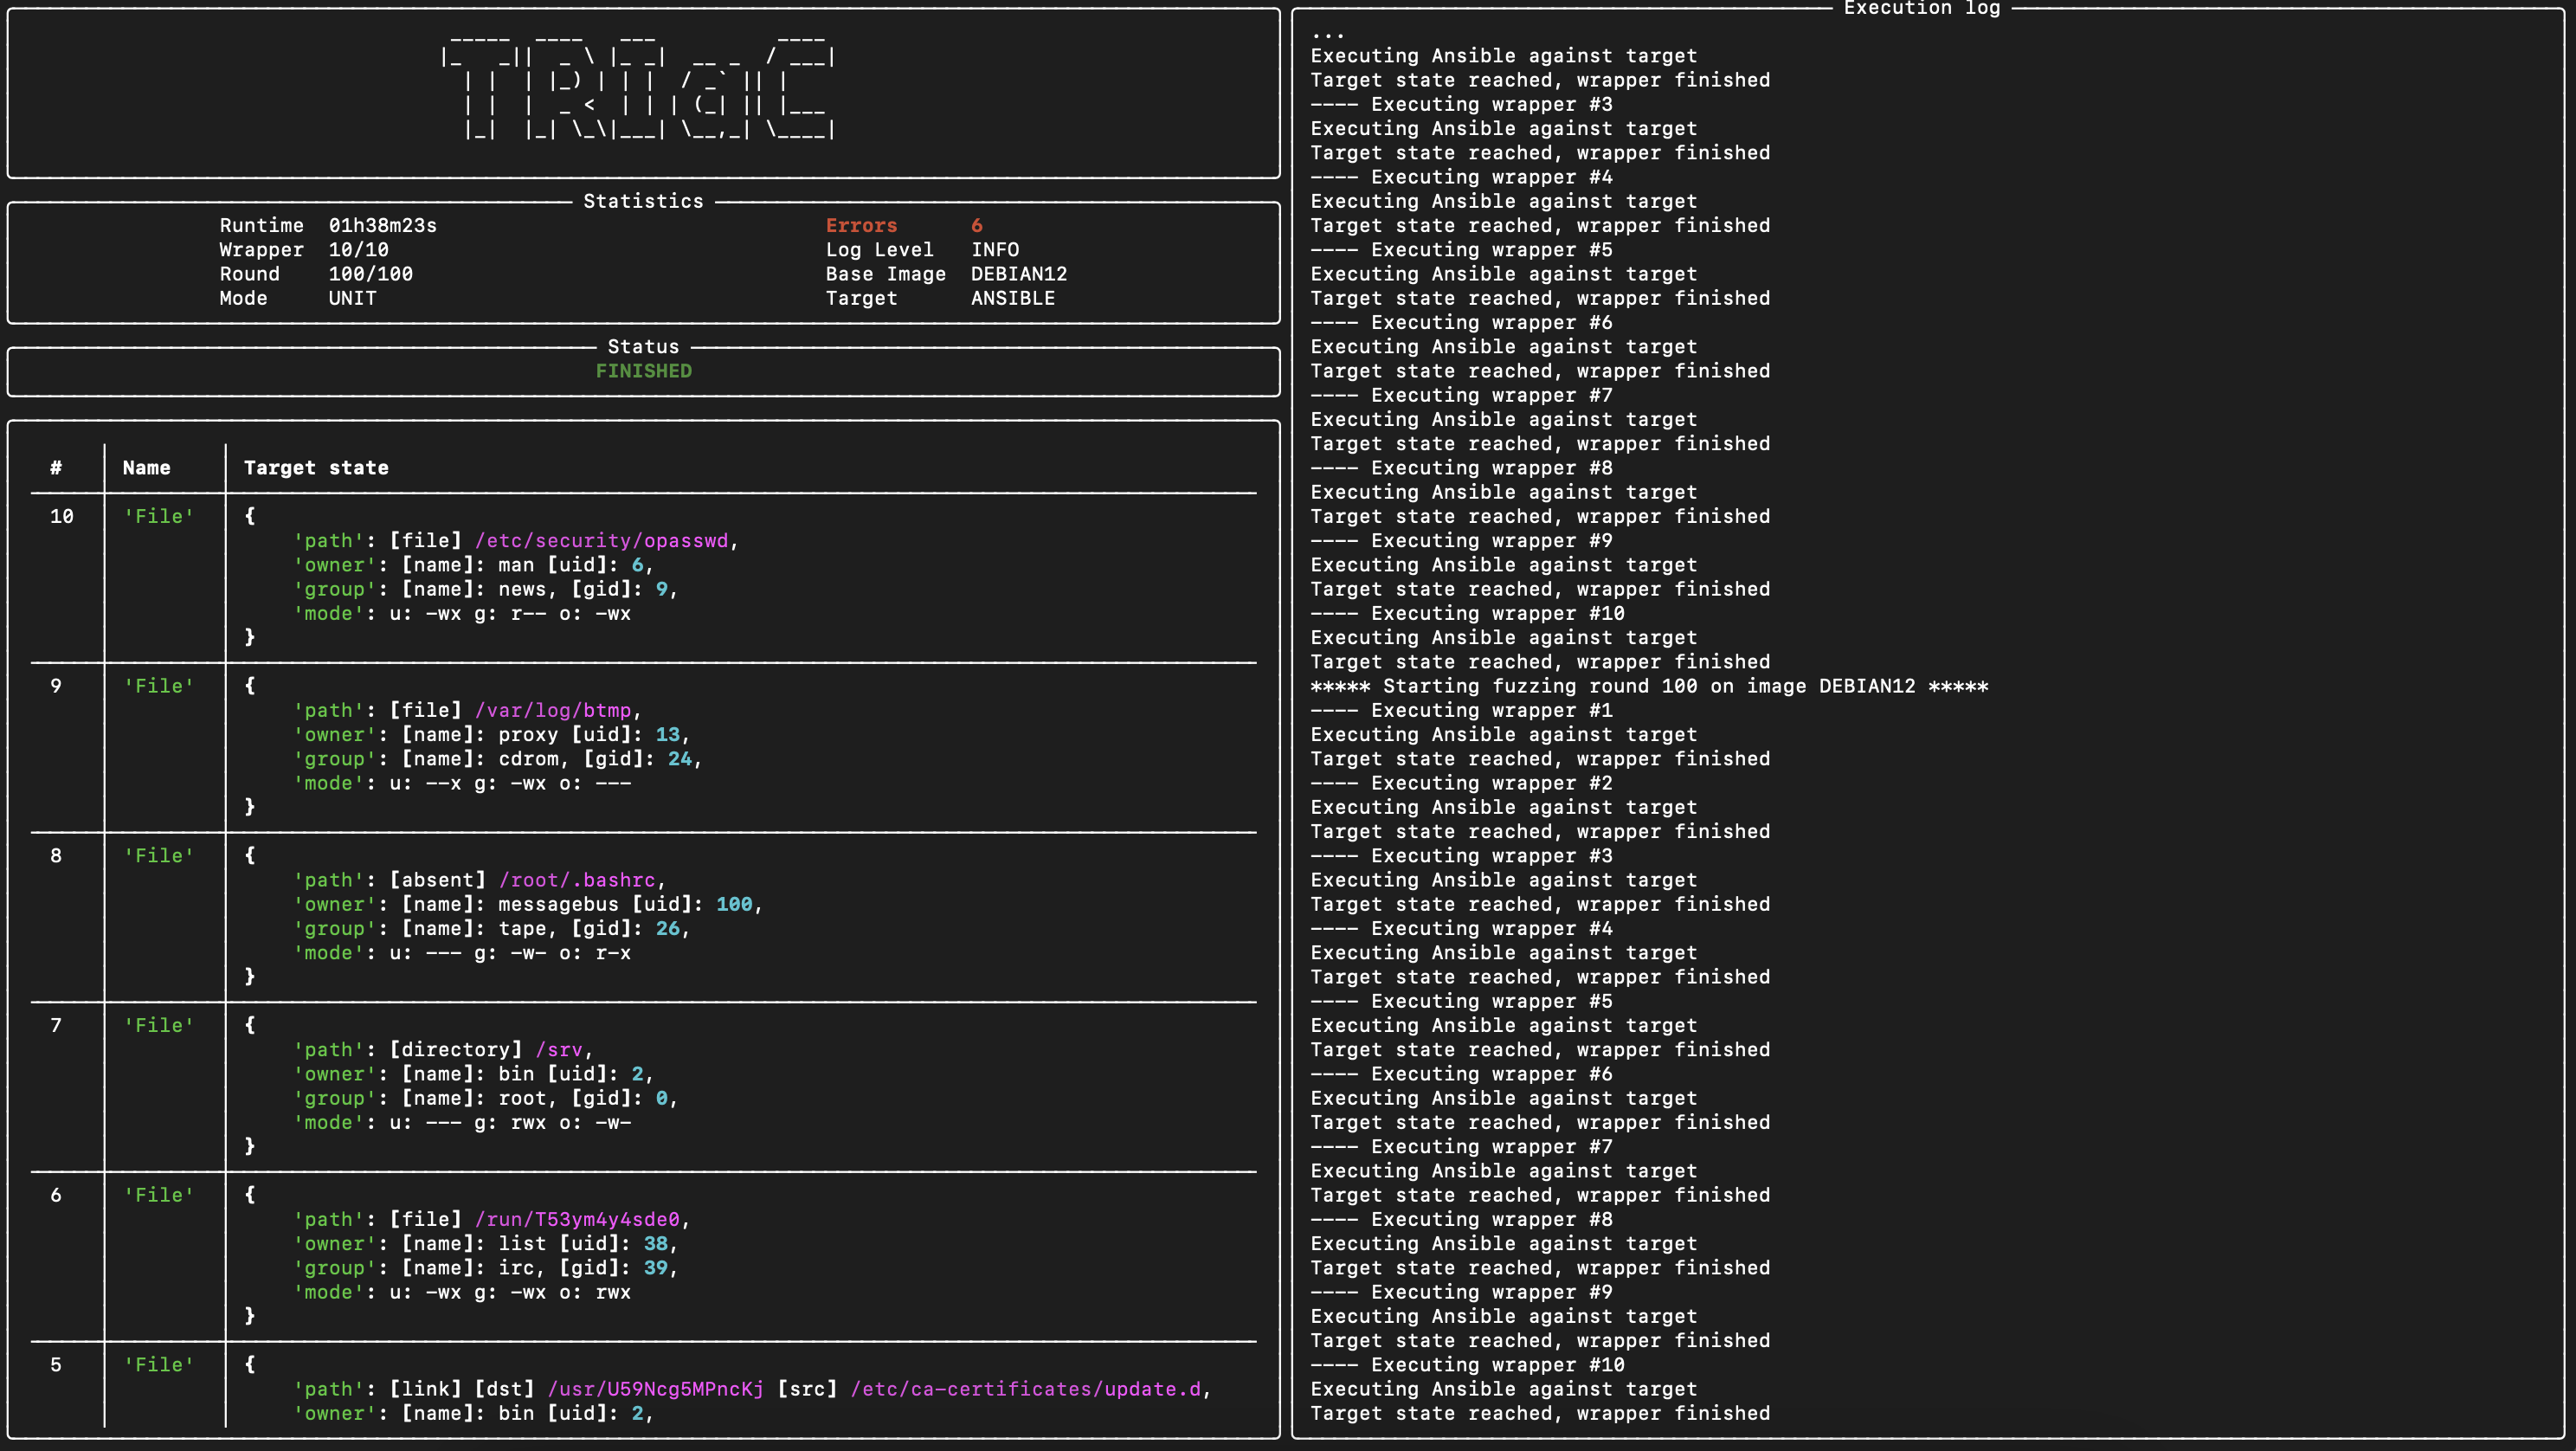 TRIaC
Statistics
Runtime 01h38m23s Errors 6
Wrapper 10/10 Log Level INFO
Round 100/100 Base Image DEBIAN12
Mode UNIT Target ANSIBLE
Status
FINISHED
# Name Target state
10 'File' {
'path': [file] /etc/security/opasswd,
'owner': [name]: man [uid]: 6,
'group': [name]: news, [gid]: 9,
'mode': u: -wx g: r-- o: -wx
}
9 'File' {
'path': [file] /var/log/btmp,
'owner': [name]: proxy [uid]: 13,
'group': [name]: cdrom, [gid]: 24,
'mode': u: --x g: -wx o: ---
}
8 'File' {
'path': [absent] /root/.bashrc,
'owner': [name]: messagebus [uid]: 100,
'group': [name]: tape, [gid]: 26,
'mode': u: --- g: -w- o: r-x
}
7 'File' {
'path': [directory] /srv,
'owner': [name]: bin [uid]: 2,
'group': [name]: root, [gid]: 0,
'mode': u: --- g: rwx o: -w-
}
6 'File' {
'path': [file] /run/T53ym4y4sde0,
'owner': [name]: list [uid]: 38,
'group': [name]: irc, [gid]: 39,
'mode': u: -wx g: -wx o: rwx
}
5 'File' {
'path': [link] [dst] /usr/U59Ncg5MPncKj [src] /etc/ca-certificates/update.d,
'owner': [name]: bin [uid]: 2,
Execution log
...
Executing Ansible against target
Target state reached, wrapper finished
---- Executing wrapper #3
Executing Ansible against target
Target state reached, wrapper finished
---- Executing wrapper #4
Executing Ansible against target
Target state reached, wrapper finished
---- Executing wrapper #5
Executing Ansible against target
Target state reached, wrapper finished
---- Executing wrapper #6
Executing Ansible against target
Target state reached, wrapper finished
---- Executing wrapper #7
Executing Ansible against target
Target state reached, wrapper finished
---- Executing wrapper #8
Executing Ansible against target
Target state reached, wrapper finished
---- Executing wrapper #9
Executing Ansible against target
Target state reached, wrapper finished
---- Executing wrapper #10
Executing Ansible against target
Target state reached, wrapper finished
***** Starting fuzzing round 100 on image DEBIAN12 *****
---- Executing wrapper #1
Executing Ansible against target
Target state reached, wrapper finished
---- Executing wrapper #2
Executing Ansible against target
Target state reached, wrapper finished
---- Executing wrapper #3
Executing Ansible against target
Target state reached, wrapper finished
---- Executing wrapper #4
Executing Ansible against target
Target state reached, wrapper finished
---- Executing wrapper #5
Executing Ansible against target
Target state reached, wrapper finished
---- Executing wrapper #6
Executing Ansible against target
Target state reached, wrapper finished
---- Executing wrapper #7
Executing Ansible against target
Target state reached, wrapper finished
---- Executing wrapper #8
Executing Ansible against target
Target state reached, wrapper finished
---- Executing wrapper #9
Executing Ansible against target
Target state reached, wrapper finished
---- Executing wrapper #10
Executing Ansible against target
Target state reached, wrapper finished